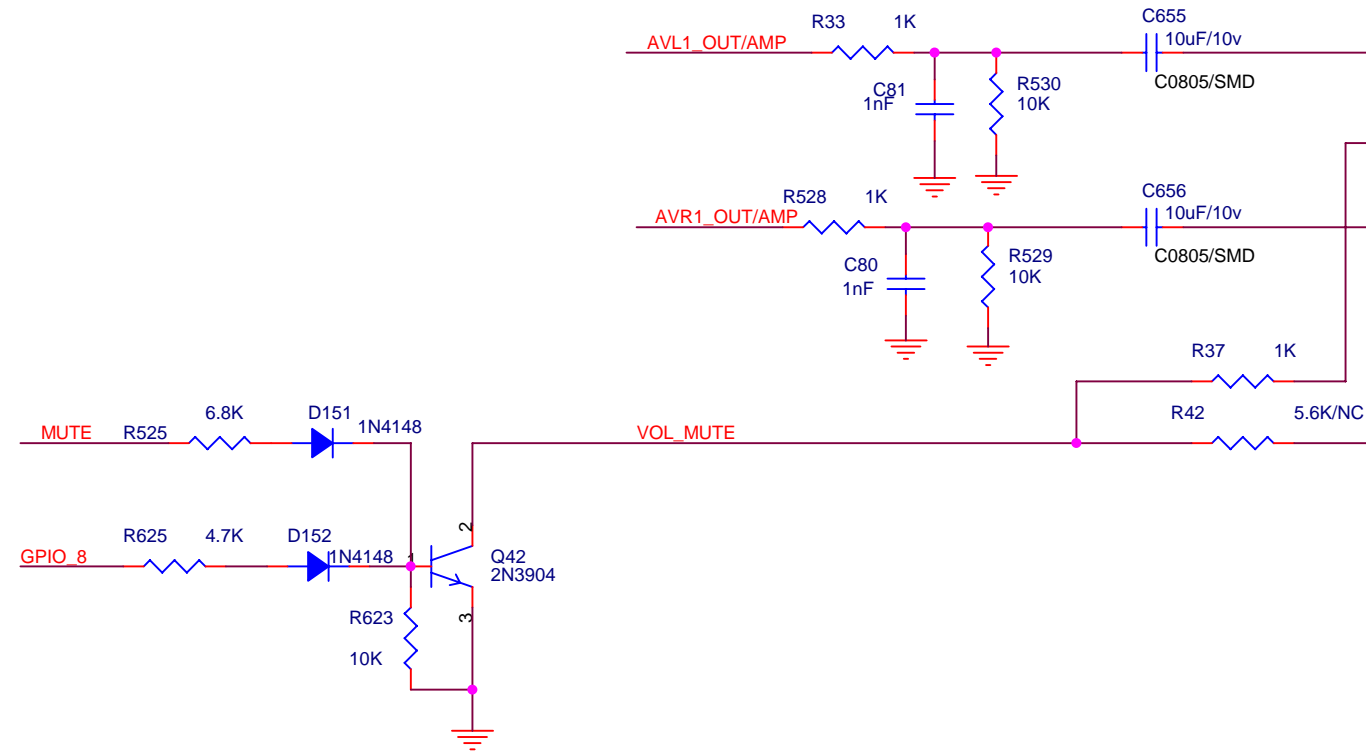 R33 1K
AVL1_OUT/AMP
C655
10uF/10v
C0805/SMD
C81
1nF
R530
10K
R528 1K
AVR1_OUT/AMP
C656
10uF/10v
C0805/SMD
C80
1nF
R529
10K
R37 1K
R42 5.6K/NC
MUTE R525 6.8K D151 1N4148
VOL_MUTE
GPIO_8 R625 4.7K D152 1N4148
1
2
3
Q42
2N3904
R623
10K